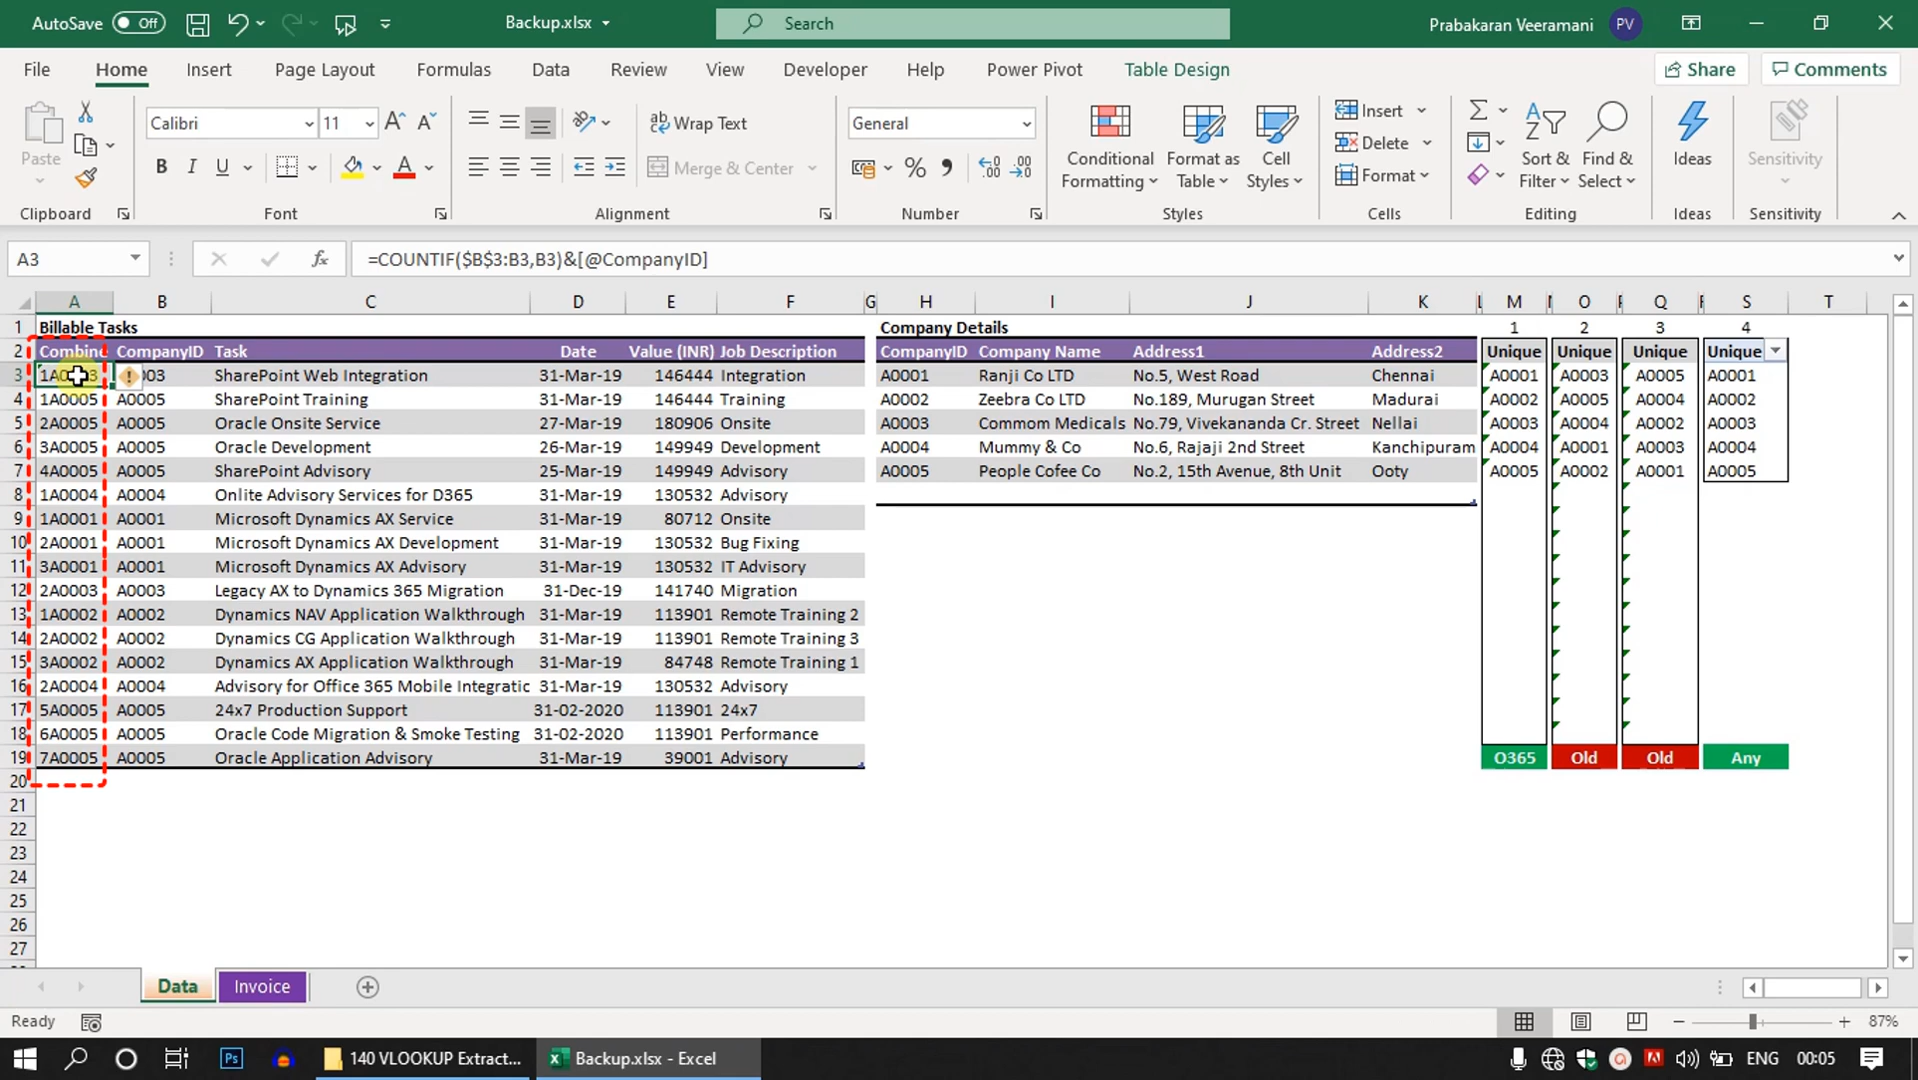 AutoSave Off Backup.xlsx Search Prabakaran Veeramani PV
File Home Insert Page Layout Formulas Data Review View Developer Help Power Pivot Table Design Share Comments
Paste Calibri 11 Wrap Text General Conditional Formatting Format as Table Cell Styles Insert Sort & Filter Find & Select Ideas Sensitivity
B I U Merge & Center % Delete
Format
Clipboard Font Alignment Number Styles Cells Editing Ideas Sensitivity
A3 fx =COUNTIF($B$3:B3,B3)&[@CompanyID]
A B C D E F G H I J K L M O Q S T
1 Billable Tasks Company Details 1 2 3 4
2 Combine CompanyID Task Date Value (INR) Job Description CompanyID Company Name Address1 Address2 Unique Unique Unique Unique
3 SharePoint Web Integration 31-Mar-19 146444 Integration A0001 Ranji Co LTD No.5, West Road Chennai A0001 A0003 A0005 A0001
4 1A0005 A0005 SharePoint Training 31-Mar-19 146444 Training A0002 Zeebra Co LTD No.189, Murugan Street Madurai A0002 A0005 A0004 A0002
5 2A0005 A0005 Oracle Onsite Service 27-Mar-19 180906 Onsite A0003 Commom Medicals No.79, Vivekananda Cr. Street Nellai A0003 A0004 A0002 A0003
6 3A0005 A0005 Oracle Development 26-Mar-19 149949 Development A0004 Mummy & Co No.6, Rajaji 2nd Street Kanchipuram A0004 A0001 A0003 A0004
7 4A0005 A0005 SharePoint Advisory 25-Mar-19 149949 Advisory A0005 People Cofee Co No.2, 15th Avenue, 8th Unit Ooty A0005 A0002 A0001 A0005
8 1A0004 A0004 Onlite Advisory Services for D365 31-Mar-19 130532 Advisory
9 1A0001 A0001 Microsoft Dynamics AX Service 31-Mar-19 80712 Onsite
10 2A0001 A0001 Microsoft Dynamics AX Development 31-Mar-19 130532 Bug Fixing
11 3A0001 A0001 Microsoft Dynamics AX Advisory 31-Mar-19 130532 IT Advisory
12 2A0003 A0003 Legacy AX to Dynamics 365 Migration 31-Dec-19 141740 Migration
13 1A0002 A0002 Dynamics NAV Application Walkthrough 31-Mar-19 113901 Remote Training 2
14 2A0002 A0002 Dynamics CG Application Walkthrough 31-Mar-19 113901 Remote Training 3
15 3A0002 A0002 Dynamics AX Application Walkthrough 31-Mar-19 84748 Remote Training 1
16 2A0004 A0004 Advisory for Office 365 Mobile Integratic 31-Mar-19 130532 Advisory
17 5A0005 A0005 24x7 Production Support 31-02-2020 113901 24x7
18 6A0005 A0005 Oracle Code Migration & Smoke Testing 31-02-2020 113901 Performance
19 7A0005 A0005 Oracle Application Advisory 31-Mar-19 39001 Advisory O365 Old Old Any
20
21
22
23
24
25
26
27
Data Invoice
Ready 87%
Ps 140 VLOOKUP Extract... Backup.xlsx - Excel ENG 00:05